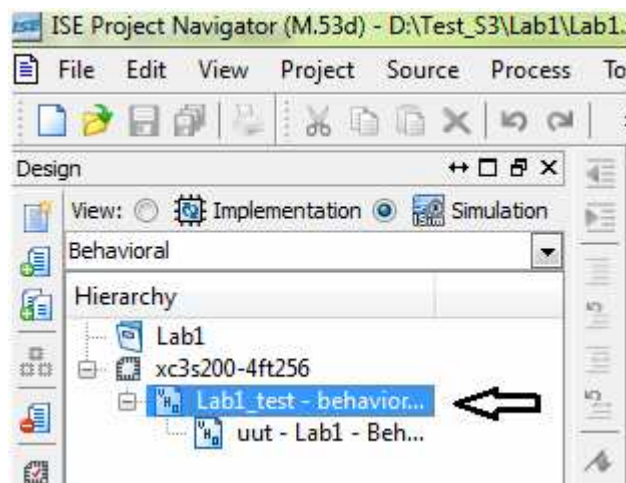 ISE Project Navigator (M.53d) - D:\Test_S3\Lab1\Lab1.
File Edit View Project Source Process To
Design
View: Implementation Simulation
Behavioral
Hierarchy
Lab1
xc3s200-4ft256
Lab1_test - behavior...
uut - Lab1 - Beh...